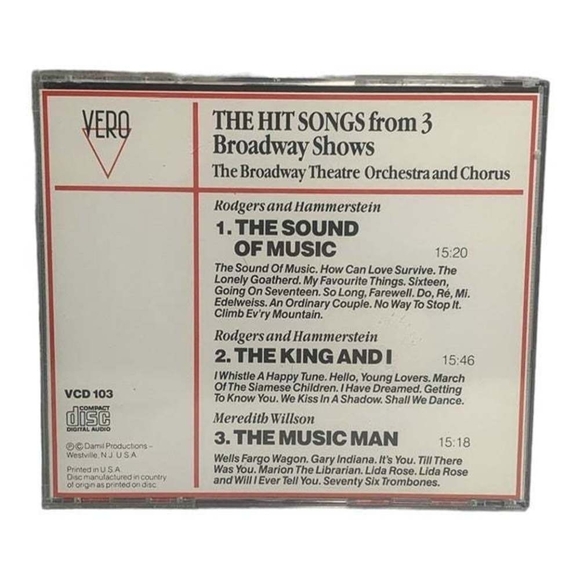 VERO
THE HIT SONGS from 3
Broadway Shows
The Broadway Theatre Orchestra and Chorus
Rodgers and Hammerstein
1. THE SOUND
OF MUSIC 15:20
The Sound Of Music. How Can Love Survive. The
Lonely Goatherd. My Favourite Things. Sixteen,
Going On Seventeen. So Long, Farewell. Do, Ré, Mi.
Edelweiss. An Ordinary Couple. No Way To Stop It.
Climb Ev'ry Mountain.
Rodgers and Hammerstein
2. THE KING AND I 15:46
I Whistle A Happy Tune. Hello, Young Lovers. March
Of The Siamese Children. I Have Dreamed. Getting
To Know You. We Kiss In A Shadow. Shall We Dance.
Meredith Willson
3. THE MUSIC MAN 15:18
Wells Fargo Wagon. Gary Indiana. It's You. Till There
Was You. Marion The Librarian. Lida Rose. Lida Rose
and Will I Ever Tell You. Seventy Six Trombones.
VCD 103
COMPACT
disc
DIGITAL AUDIO
℗ © Damil Productions -
Westville, N.J. U.S.A.
Printed in U.S.A.
Disc manufactured in country
of origin as printed on disc.